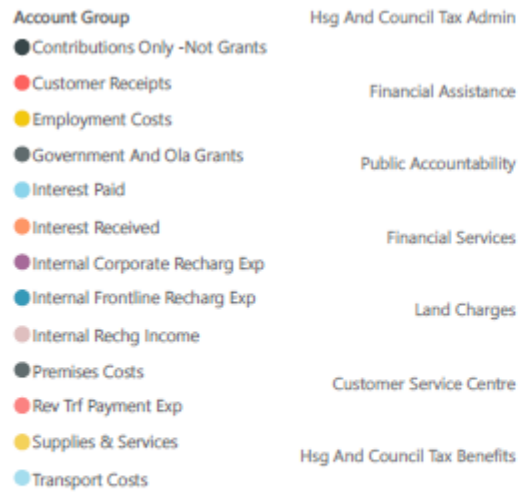 Account Group
Contributions Only -Not Grants
Customer Receipts
Employment Costs
Government And Ola Grants
Interest Paid
Interest Received
Internal Corporate Recharg Exp
Internal Frontline Recharg Exp
Internal Rechg Income
Premises Costs
Rev Trf Payment Exp
Supplies & Services
Transport Costs
Hsg And Council Tax Admin
Financial Assistance
Public Accountability
Financial Services
Land Charges
Customer Service Centre
Hsg And Council Tax Benefits